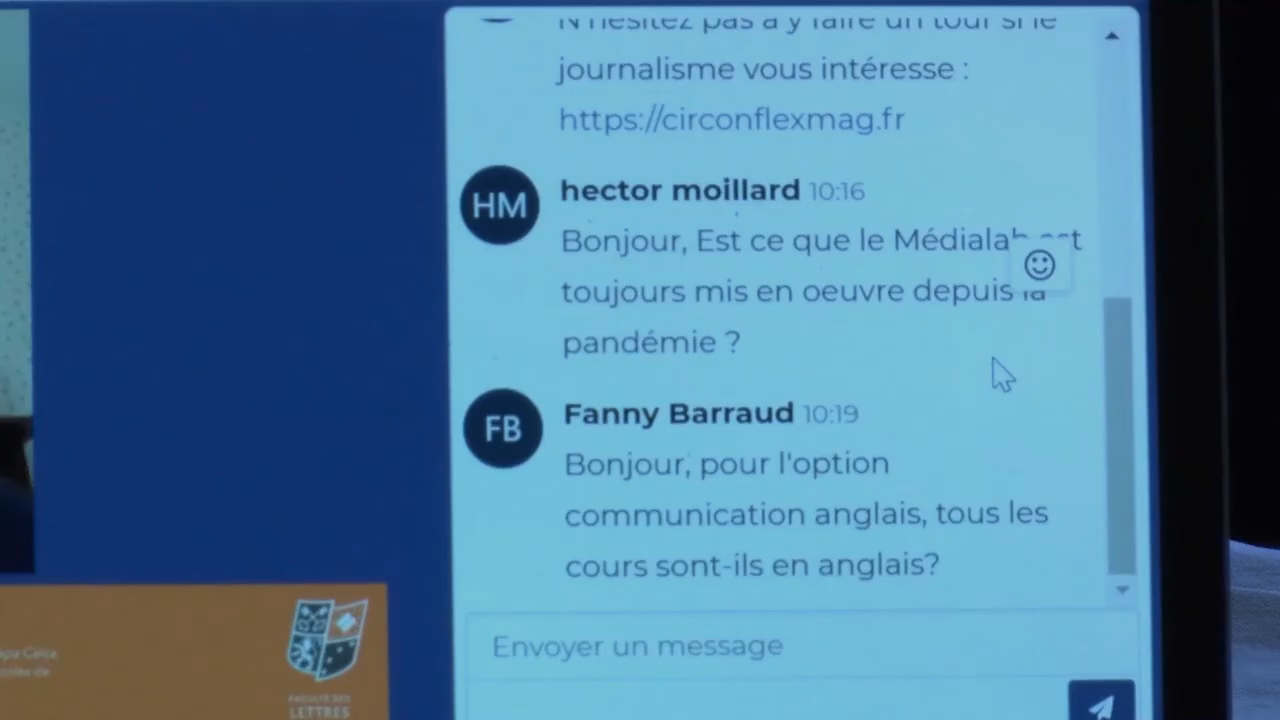 N'hésitez pas à y faire un tour si le
journalisme vous intéresse :
https://circonflexmag.fr
HM
hector moillard 10:16
Bonjour, Est ce que le Médialab est
toujours mis en oeuvre depuis la
pandémie ?
FB
Fanny Barraud 10:19
Bonjour, pour l'option
communication anglais, tous les
cours sont-ils en anglais?
Envoyer un message
FACULTÉ DES
LETTRES